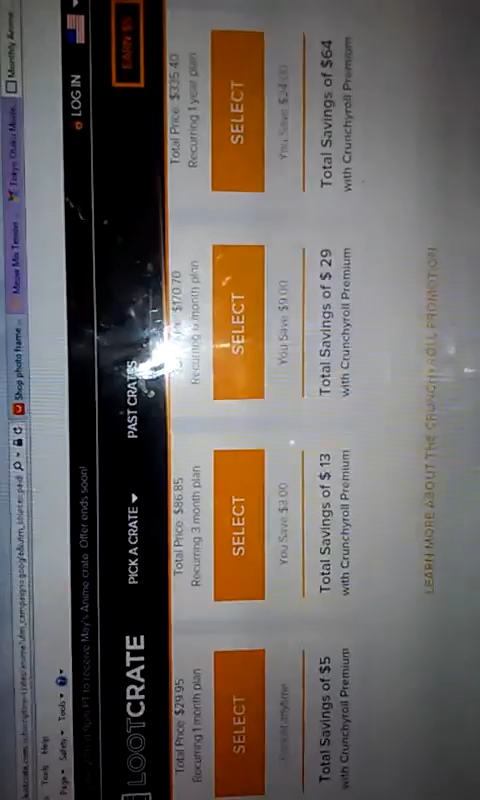 Shop photo frame...
Meow Mix Tender...
Tokyo Otaku Mode...
Monthly Anime
Tools Help
Page Safety Tools
to receive May's Anime crate. Offer ends soon!
LOG IN
LOOTCRATE
PICK A CRATE
PAST CRATES
EARN $5
Total Price: $29.95
Recurring 1 month plan
SELECT
Cancel anytime
Total Savings of $5
with Crunchyroll Premium
Total Price: $86.85
Recurring 3 month plan
SELECT
You Save $3.00
Total Savings of $ 13
with Crunchyroll Premium
$170.70
Recurring 6 month plan
SELECT
You Save $9.00
Total Savings of $ 29
with Crunchyroll Premium
Total Price: $335.40
Recurring 1 year plan
SELECT
You Save $24.00
Total Savings of $64
with Crunchyroll Premium
LEARN MORE ABOUT THE CRUNCHYROLL PROMOTION